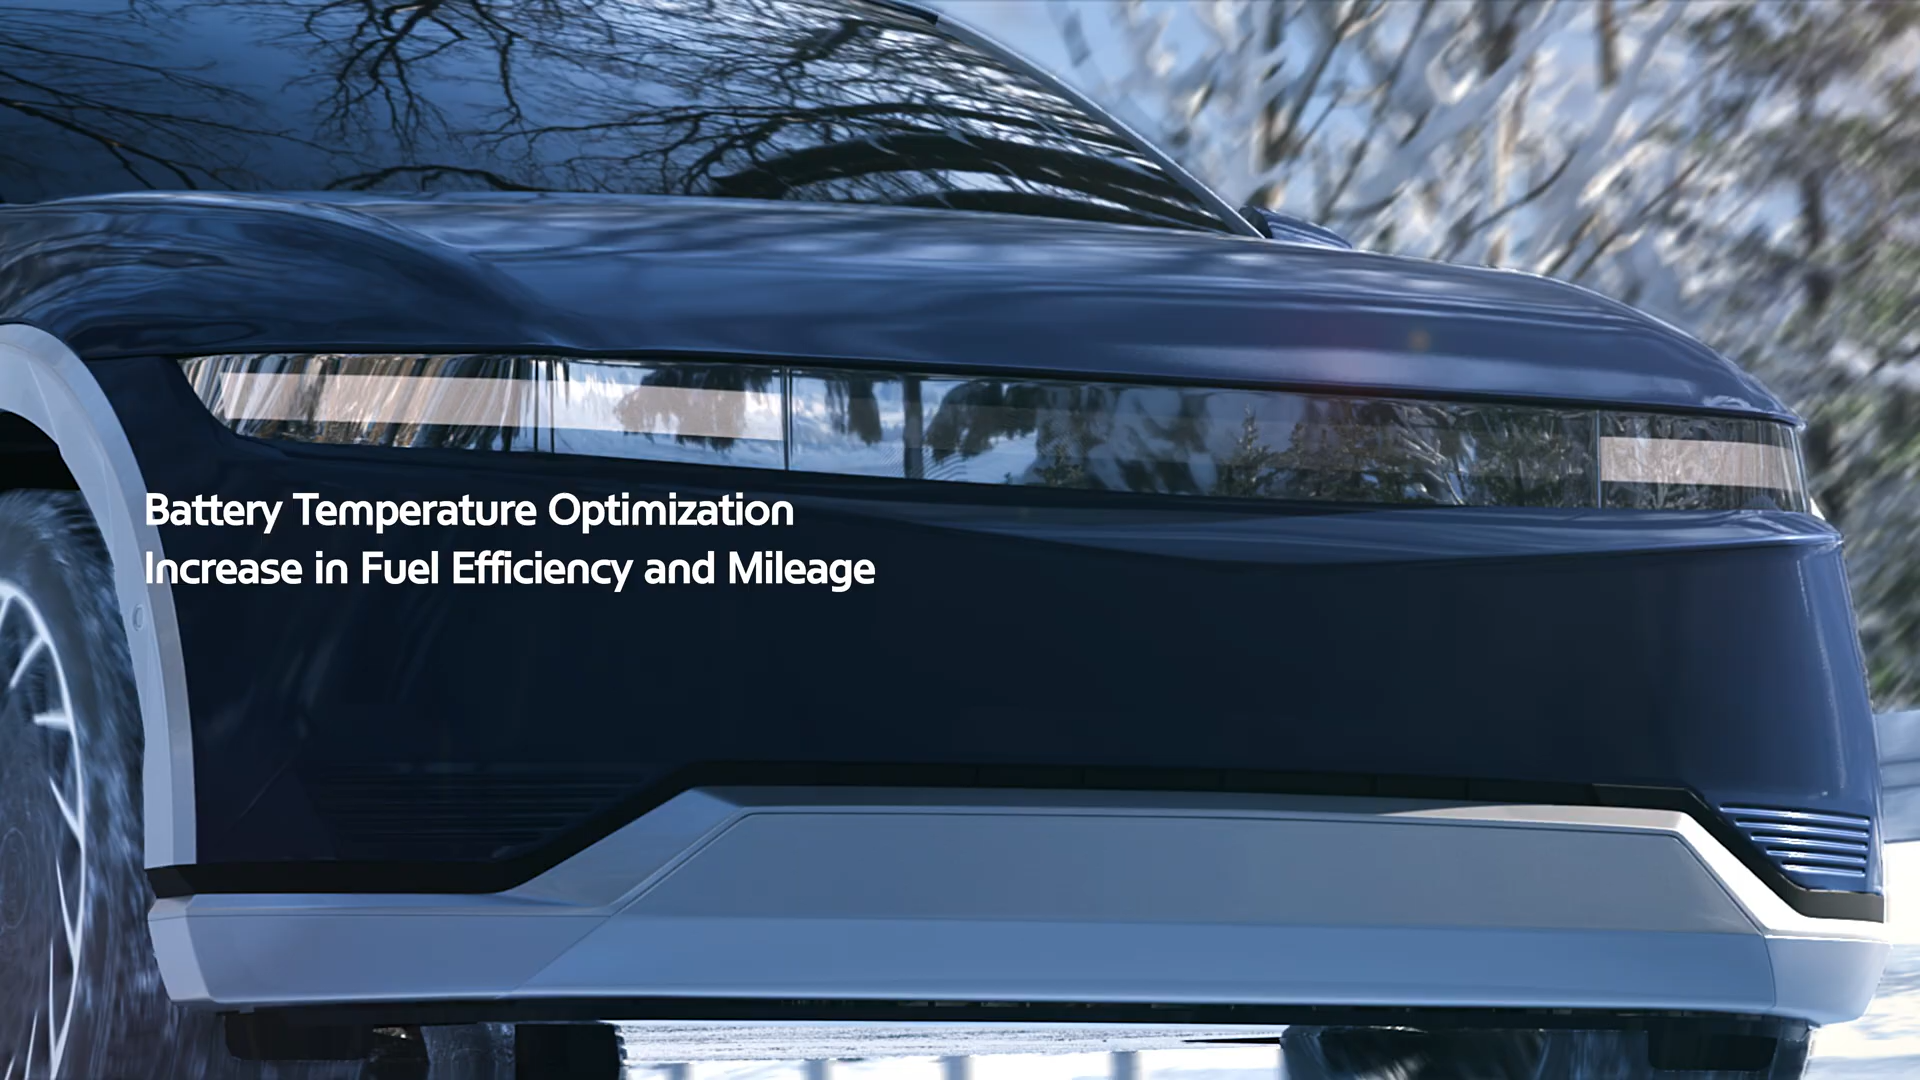 Battery Temperature Optimization
Increase in Fuel Efficiency and Mileage